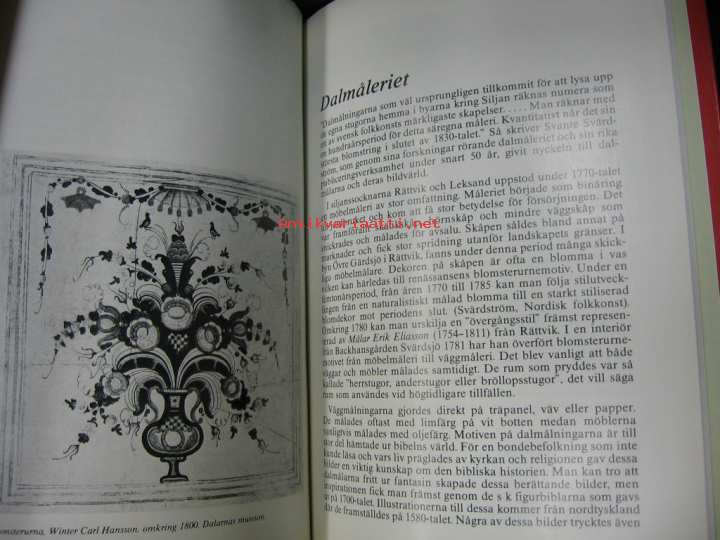 Dalmåleriet
"Dalmålningarna som väl ursprungligen tillkommit för att lysa upp
de egna stugorna hemma i byarna kring Siljan räknas numera som
ett av svensk folkkonsts märkligaste skapelser. . . . . Man räknar med
en hundraårsperiod för detta säregna måleri. Kvantitativt når det sin
blomstring i slutet av 1830-talet." Så skriver Svante Svärd-
ström, som genom sina forskningar rörande dalmåleriet och sin rika
publiceringsverksamhet under snart 50 år, givit nyckeln till dal-
målarna och deras bildvärld.
I siljanssocknarna Rättvik och Leksand uppstod under 1770-talet
ett möbelmåleri av stor omfattning. Måleriet började som binäring
och kom att få stor betydelse för försörjningen. Det
var framförallt och mindre väggskåp som
och målades för avsalu. Skåpen såldes bland annat på
marknader och fick stor spridning utanför landskapets gränser. I
byn Övre Gärdsjö i Rättvik, fanns under denna period många skick-
liga möbelmålare. Dekoren på skåpen är ofta en blomma i vas
vilken kan härledas till renässansens blomsterurnemotiv. Under en
femtonårsperiod, från åren 1770 till 1785 kan man följa stilutveck-
lingen från en naturalistiskt målad blomma till en starkt stiliserad
blomdekor mot periodens slut. (Svärdström, Nordisk folkkonst).
Omkring 1780 kan man urskilja en "övergångsstil" främst represen-
terad av Målar Erik Eliasson (1754–1811) från Rättvik. I en interiör
från Backhansgården Svärdsjö 1781 har han överfört blomsterurne-
motivet från möbelmåleri till väggmåleri. Det blev vanligt att både
väggar och möbler målades samtidigt. De rum som pryddes var så
kallade "herrstugor, anderstugor eller bröllopsstugor", det vill säga
rum som användes vid högtidligare tillfällen.
Väggmålningarna gjordes direkt på träpanel, väv eller papper.
De målades oftast med limfärg på vit botten medan möblerna
vanligtvis målades med oljefärg. Motiven på dalmålningarna är till
stor del hämtade ur bibelns värld. För en bondebefolkning som inte
kunde läsa och vars liv präglades av kyrkan och religionen gav dessa
bilder en viktig kunskap om den bibliska historien. Man kan tro att
dalmålarna fritt ur fantasin skapade dessa berättande bilder, men
inspirationen fick man främst genom de s k figurbiblarna som gavs
ut på 1700-talet. Illustrationerna till dessa kommer från nordtyskland
där de framställdes på 1580-talet. Några av dessa bilder trycktes även
Winter Carl Hansson, omkring 1800. Dalarnas museum.
antikvariaatti.net